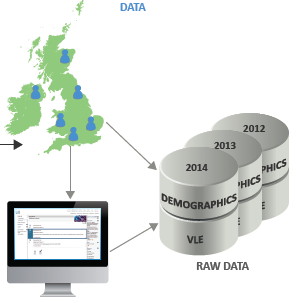 DATA
2012
2013
2014
DEMOGRAPHICS
VLE
RAW DATA